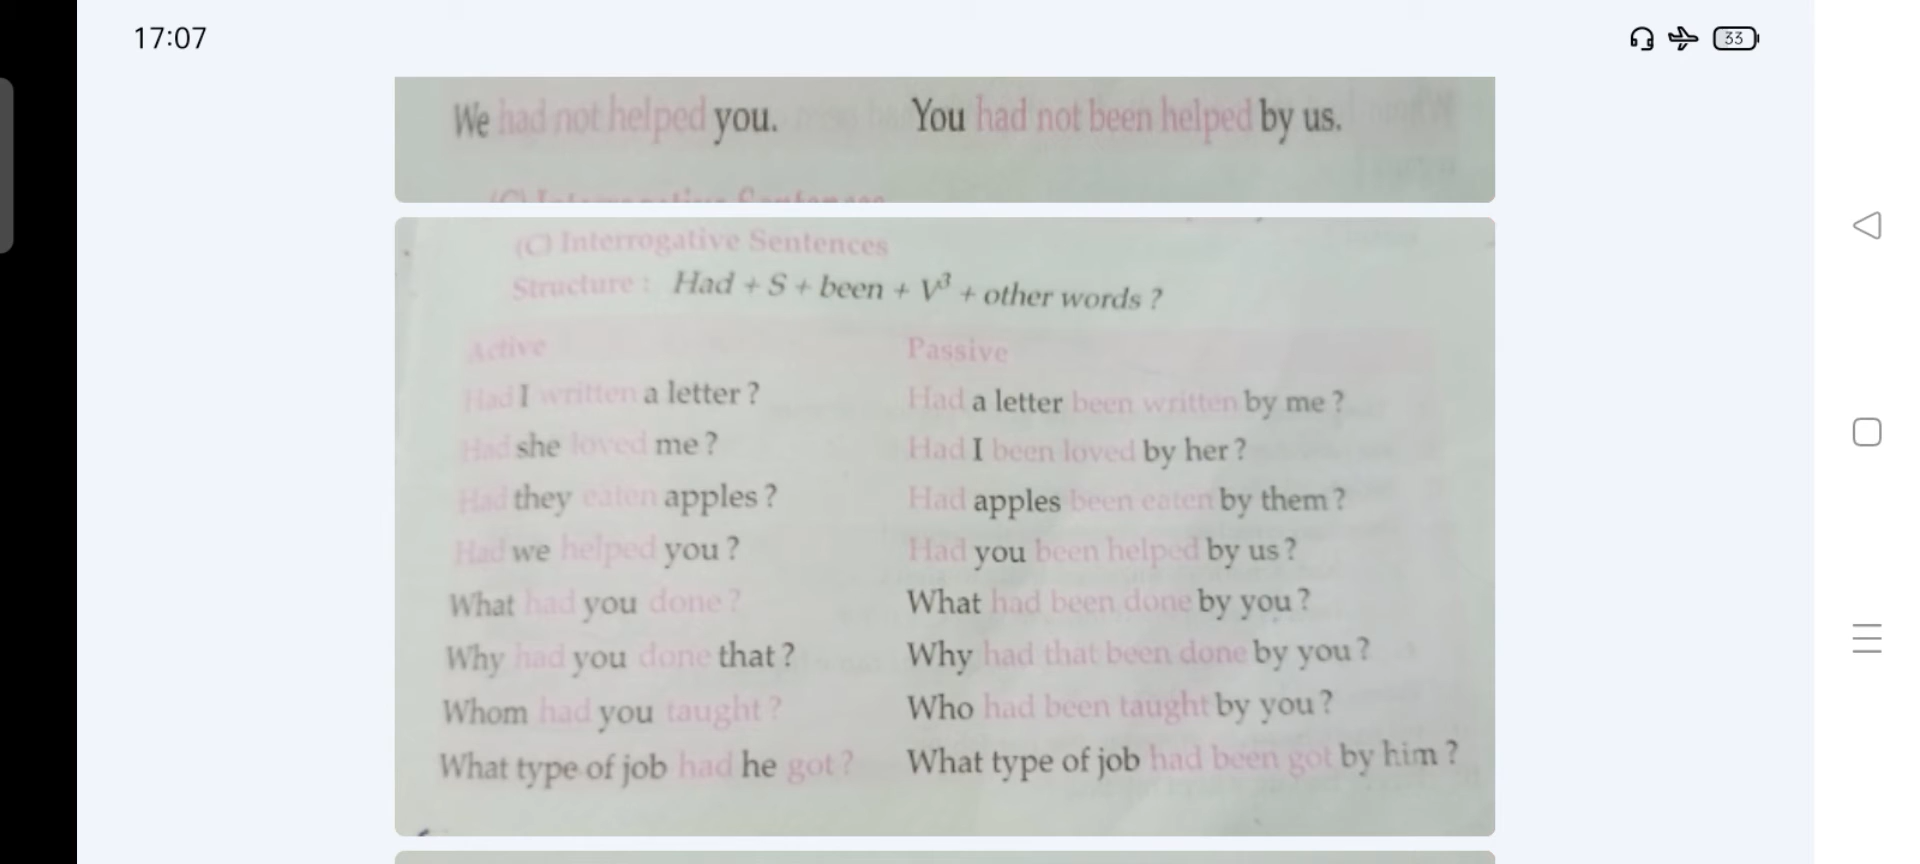 17:07
33
We had not helped you. You had not been helped by us.
(C) Interrogative Sentences
(C) Interrogative Sentences
Structure : Had + S + been + V³ + other words ?
Active Passive
Had I written a letter ? Had a letter been written by me ?
Had she loved me ? Had I been loved by her ?
Had they eaten apples ? Had apples been eaten by them ?
Had we helped you ? Had you been helped by us ?
What had you done ? What had been done by you ?
Why had you done that ? Why had that been done by you ?
Whom had you taught ? Who had been taught by you ?
What type of job had he got ? What type of job had been got by him ?